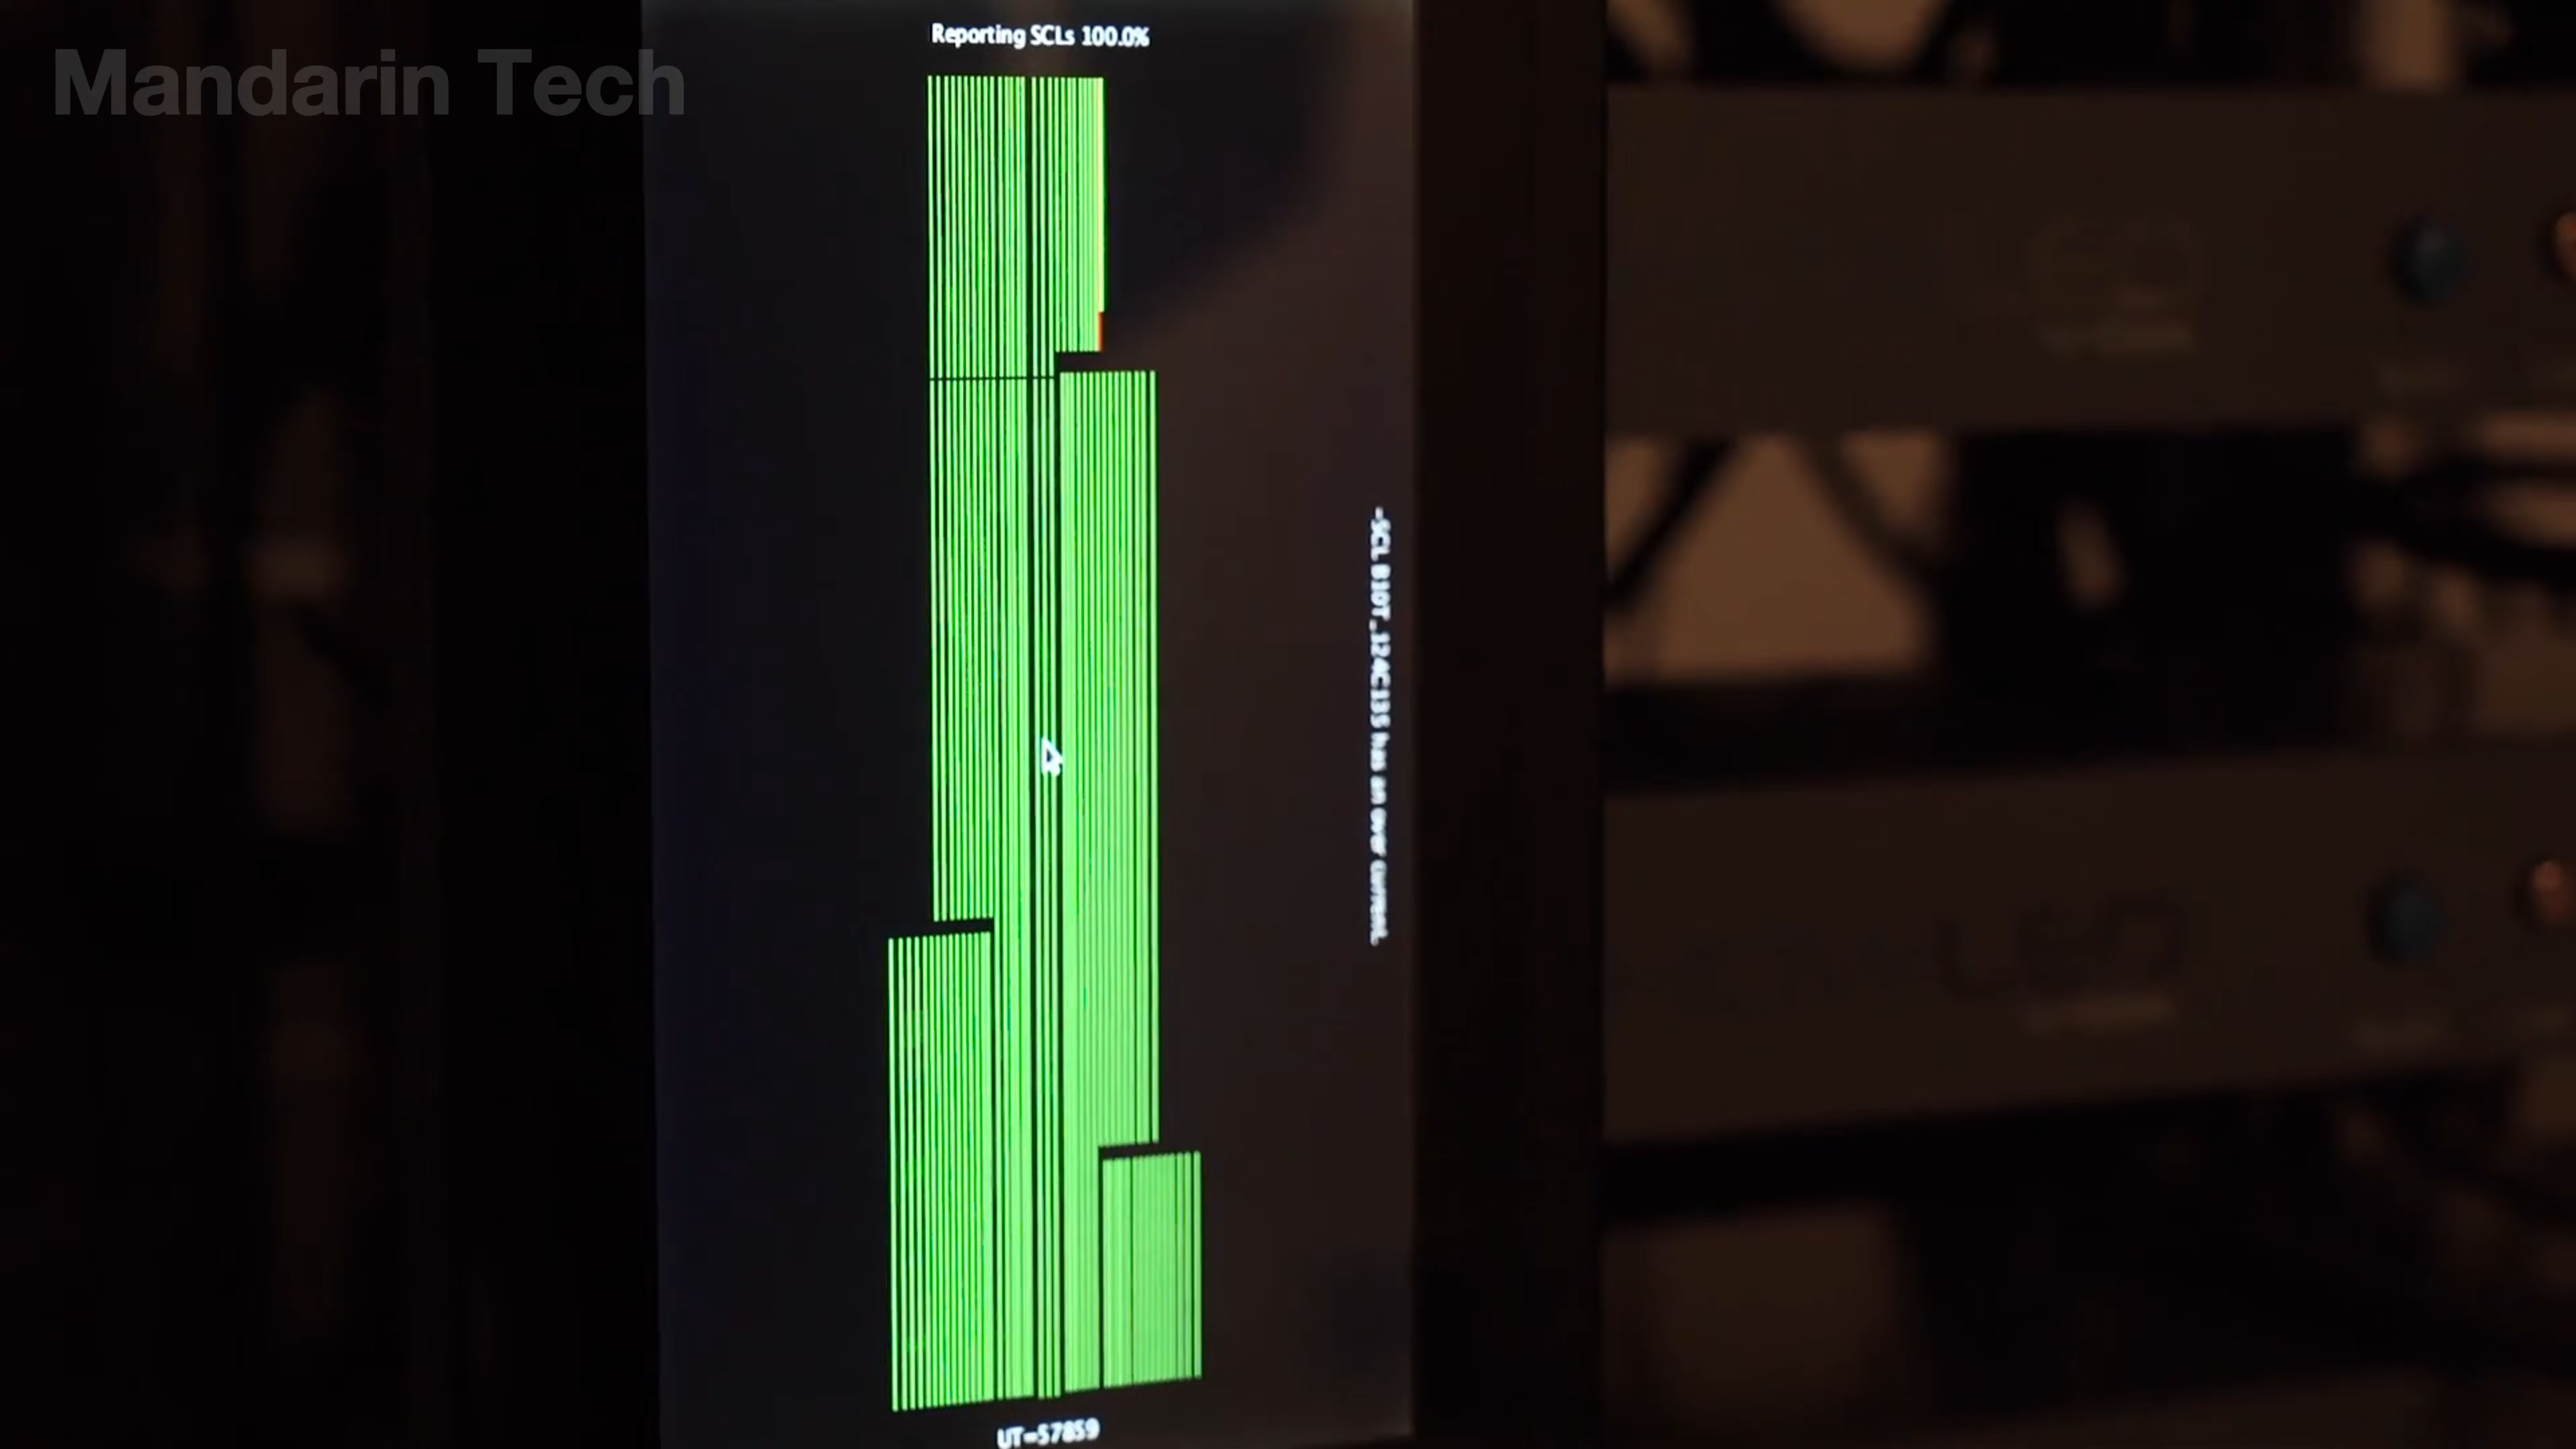 Mandarin Tech
Reporting SCLs 100.0%
-SCL B10T_124C135 has an over current.
UT=57859